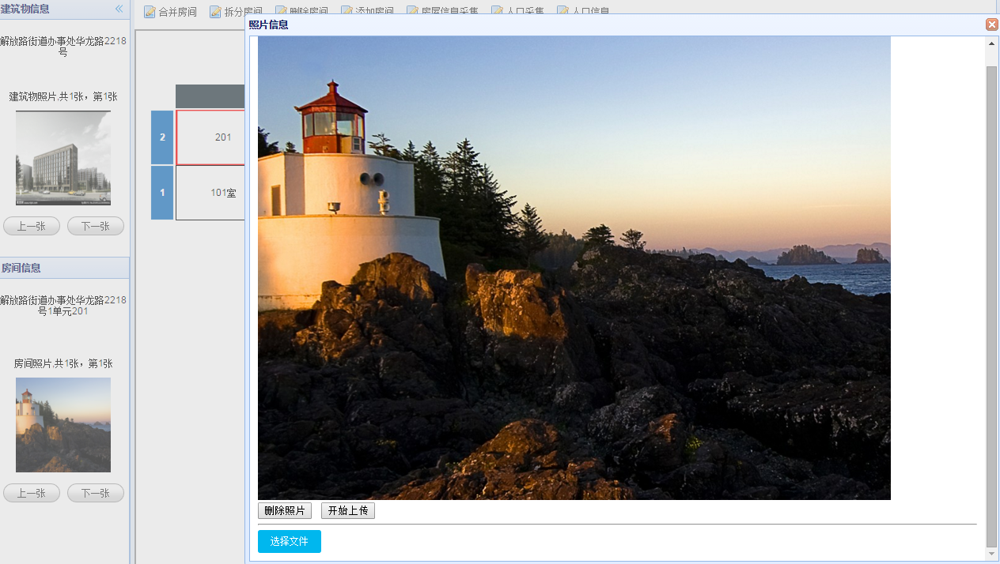 建筑物信息
合并房间
拆分房间
删除房间
添加房间
房屋信息采集
人口采集
人口信息
照片信息
解放路街道办事处华龙路2218
号
建筑物照片,共1张，第1张
上一张
下一张
2
201
1
101室
房间信息
解放路街道办事处华龙路2218
号1单元201
房间照片,共1张，第1张
上一张
下一张
删除照片
开始上传
选择文件